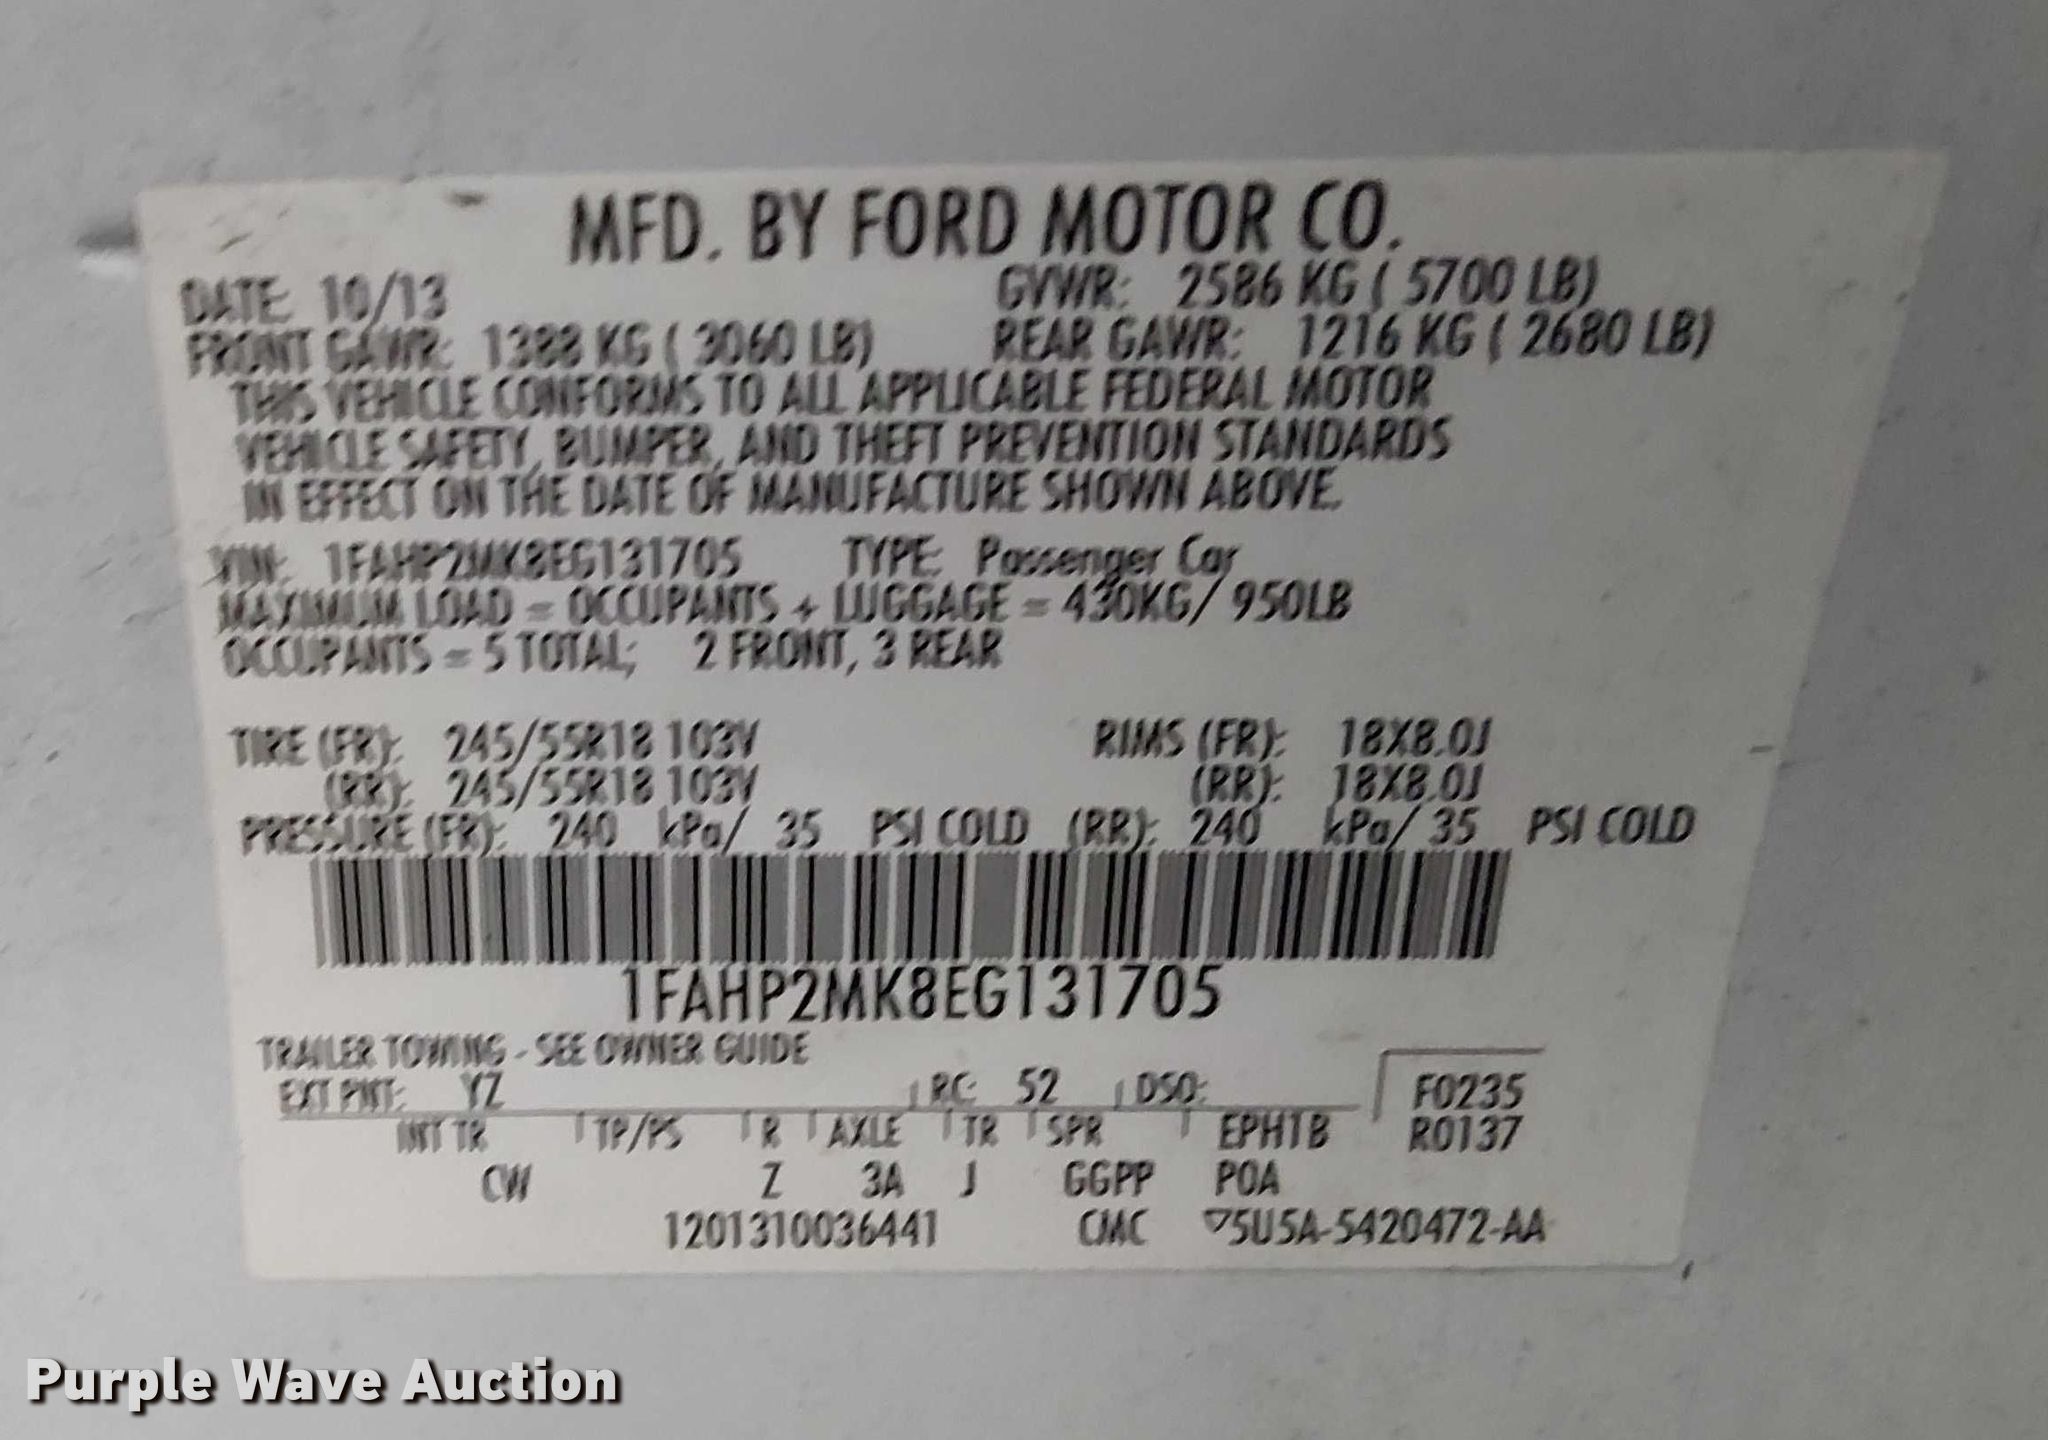 MFD. BY FORD MOTOR CO.
DATE: 10/13 GVWR: 2586 KG ( 5700 LB)
FRONT GAWR: 1388 KG ( 3060 LB) REAR GAWR: 1216 KG ( 2680 LB)
THIS VEHICLE CONFORMS TO ALL APPLICABLE FEDERAL MOTOR
VEHICLE SAFETY, BUMPER, AND THEFT PREVENTION STANDARDS
IN EFFECT ON THE DATE OF MANUFACTURE SHOWN ABOVE.
VIN: 1FAHP2MK8EG131705 TYPE: Passenger Car
MAXIMUM LOAD = OCCUPANTS + LUGGAGE = 430KG/ 950LB
OCCUPANTS = 5 TOTAL; 2 FRONT, 3 REAR
TIRE (FR): 245/55R18 103V RIMS (FR): 18X8.0J
(RR): 245/55R18 103V (RR): 18X8.0J
PRESSURE (FR): 240 kPa/ 35 PSI COLD (RR): 240 kPa/ 35 PSI COLD
1FAHP2MK8EG131705
TRAILER TOWING - SEE OWNER GUIDE
EXT PNT: YZ RC: 52 DSO: F0235
INT TR TP/PS R AXLE TR SPR EPHTB R0137
CW Z 3A J GGPP POA
1201310036441 CMC ▽5U5A-5420472-AA
Purple Wave Auction